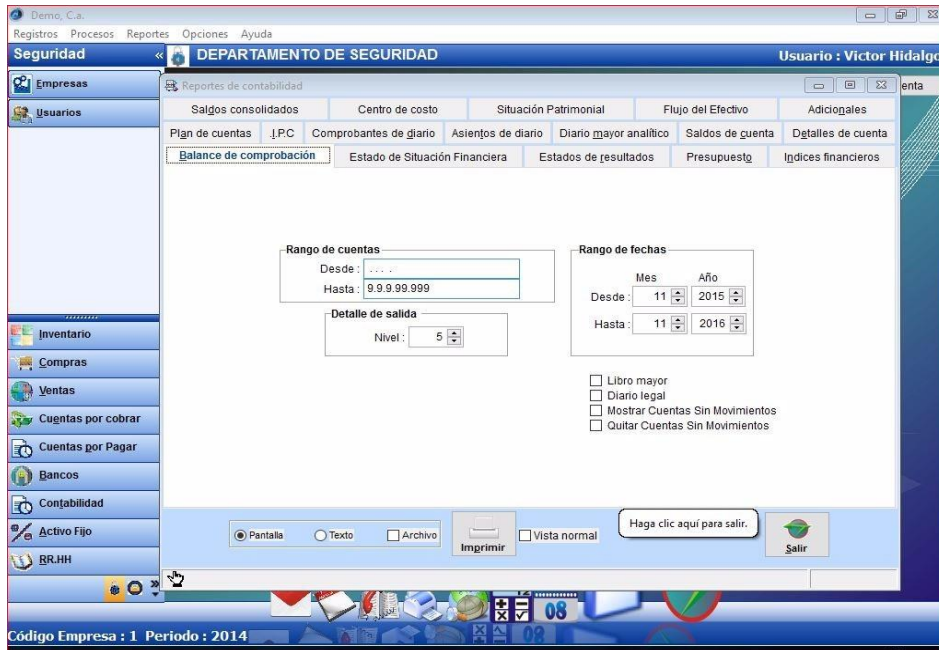 Demo, C.a.
Registros Procesos Reportes Opciones Ayuda
Seguridad « DEPARTAMENTO DE SEGURIDAD Usuario : Victor Hidalgo
Empresas
Usuarios
enta
Reportes de contabilidad
Saldos consolidados Centro de costo Situación Patrimonial Flujo del Efectivo Adicionales
Plan de cuentas I.P.C Comprobantes de diario Asientos de diario Diario mayor analítico Saldos de cuenta Detalles de cuenta
Balance de comprobación Estado de Situación Financiera Estados de resultados Presupuesto Indices financieros
Rango de cuentas
Desde : . . . .
Hasta : 9.9.9.99.999
Detalle de salida
Nivel : 5
Rango de fechas
Mes Año
Desde : 11 2015
Hasta : 11 2016
Libro mayor
Diario legal
Mostrar Cuentas Sin Movimientos
Quitar Cuentas Sin Movimientos
Inventario
Compras
Ventas
Cuentas por cobrar
Cuentas por Pagar
Bancos
Contabilidad
Activo Fijo
RR.HH
Pantalla Texto Archivo Imprimir Vista normal
Haga clic aquí para salir.
Salir
12
08
Código Empresa : 1 Periodo : 2014